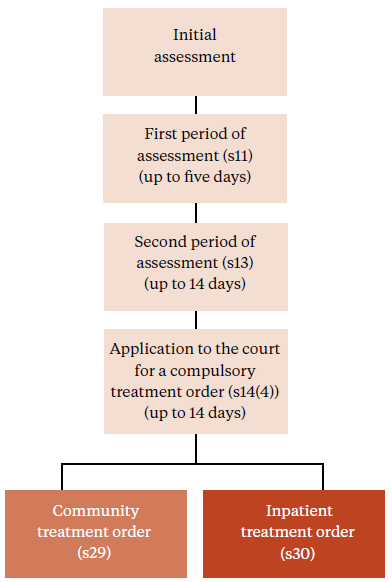 Initial
assessment
First period of
assessment (s11)
(up to five days)
Second period of
assessment (s13)
(up to 14 days)
Application to the court
for a compulsory
treatment order (s14(4))
(up to 14 days)
Community
treatment order
(s29)
Inpatient
treatment order
(s30)